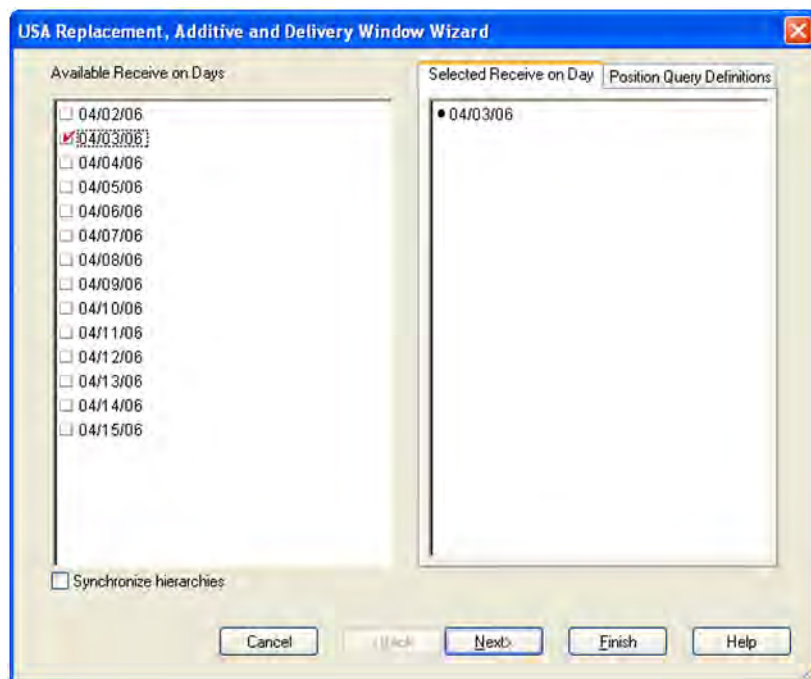 USA Replacement, Additive and Delivery Window Wizard
Available Receive on Days
Selected Receive on Day
Position Query Definitions
04/02/06
04/03/06
04/04/06
04/05/06
04/06/06
04/07/06
04/08/06
04/09/06
04/10/06
04/11/06
04/12/06
04/13/06
04/14/06
04/15/06
04/03/06
Synchronize hierarchies
Cancel
<Back
Next>
Finish
Help